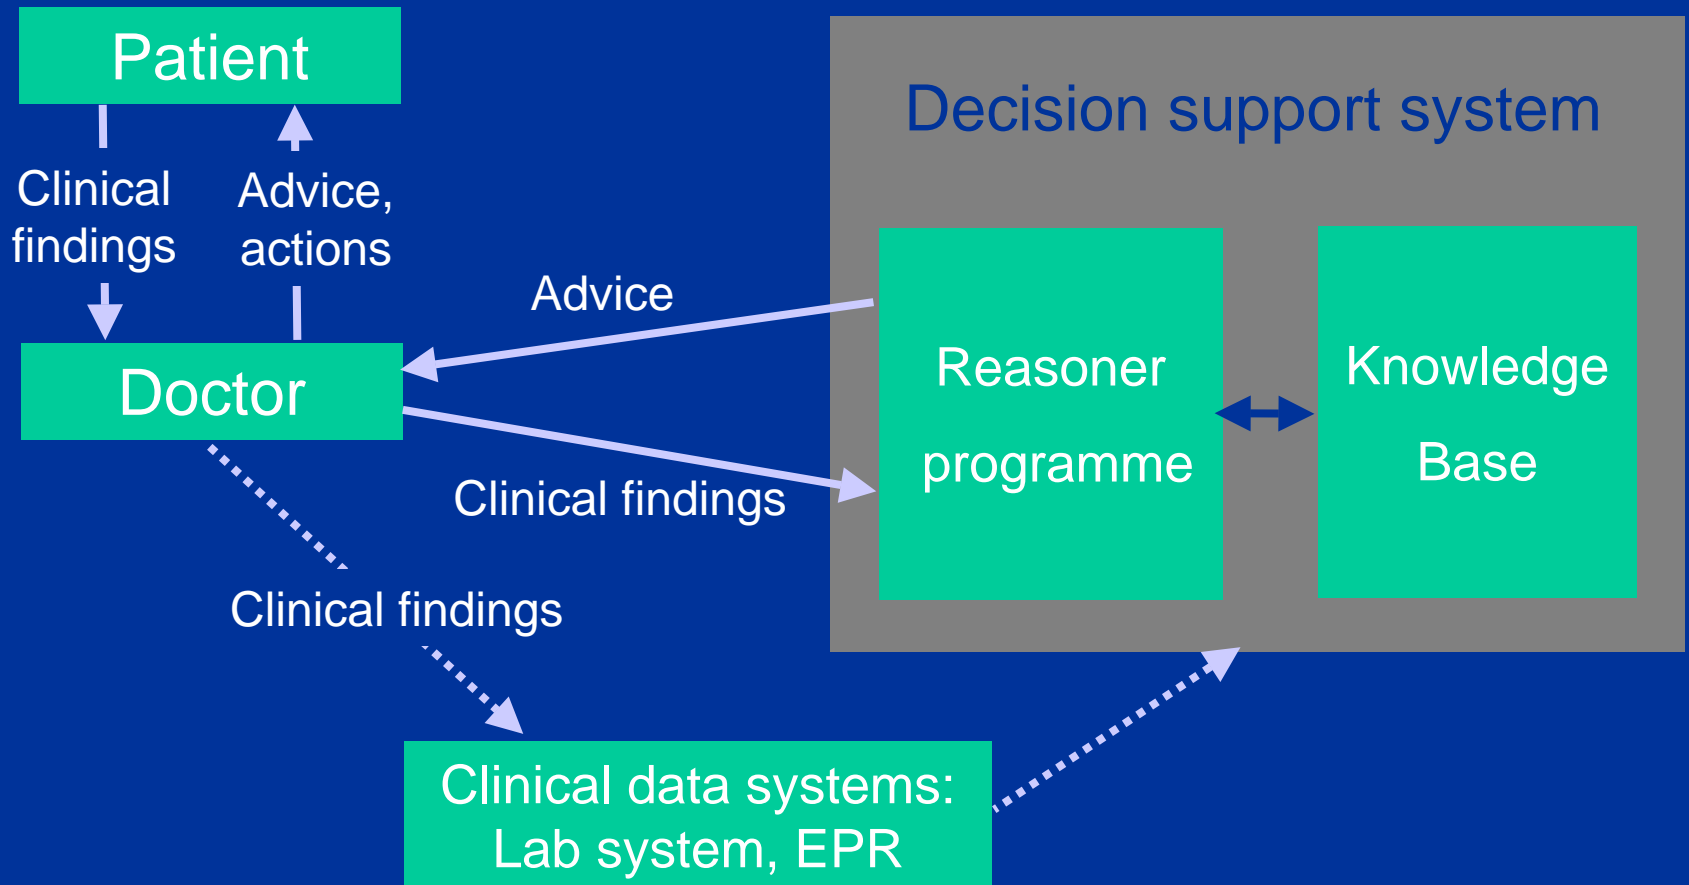 Patient
Decision support system
Clinical
findings
Advice,
actions
Advice
Doctor
Reasoner
programme
Knowledge
Base
Clinical findings
Clinical findings
Clinical data systems:
Lab system, EPR